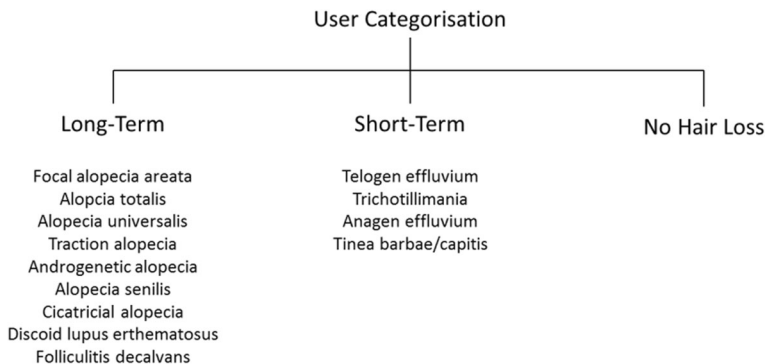 User Categorisation
Long-Term
Focal alopecia areata
Alopcia totalis
Alopecia universalis
Traction alopecia
Androgenetic alopecia
Alopecia senilis
Cicatricial alopecia
Discoid lupus erthematosus
Folliculitis decalvans
Short-Term
Telogen effluvium
Trichotillimania
Anagen effluvium
Tinea barbae/capitis
No Hair Loss